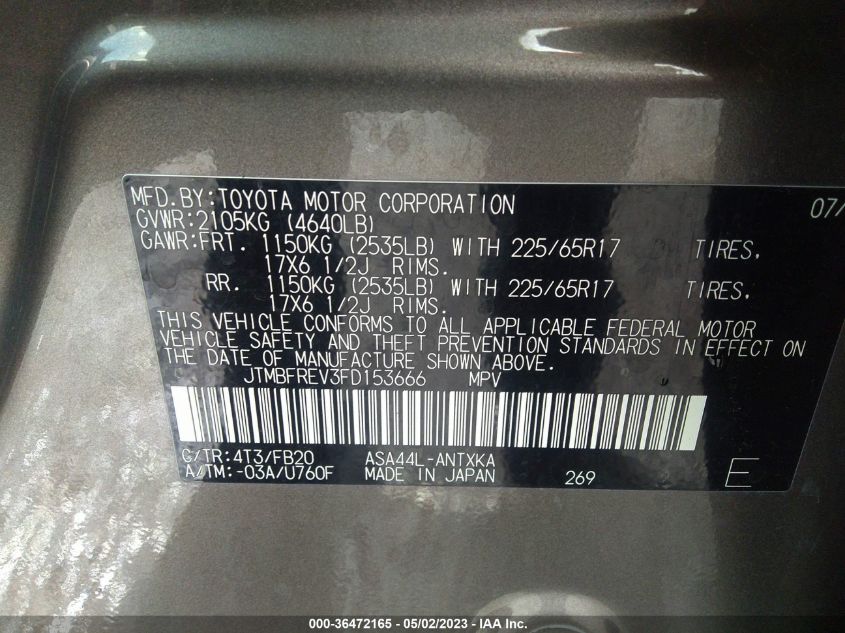 MFD.BY:TOYOTA MOTOR CORPORATION 07/
GVWR:2105KG (4640LB)
GAWR:FRT. 1150KG (2535LB) WITH 225/65R17 TIRES,
17X6 1/2J RIMS.
RR. 1150KG (2535LB) WITH 225/65R17 TIRES,
17X6 1/2J RIMS.
THIS VEHICLE CONFORMS TO ALL APPLICABLE FEDERAL MOTOR
VEHICLE SAFETY AND THEFT PREVENTION STANDARDS IN EFFECT ON
THE DATE OF MANUFACTURE SHOWN ABOVE.
JTMBFREV3FD153666 MPV
C/TR:4T3/FB20 ASA44L-ANTXKA
A/TM:-03A/U760F MADE IN JAPAN 269 E
000-36472165 - 05/02/2023 - © IAA Inc.